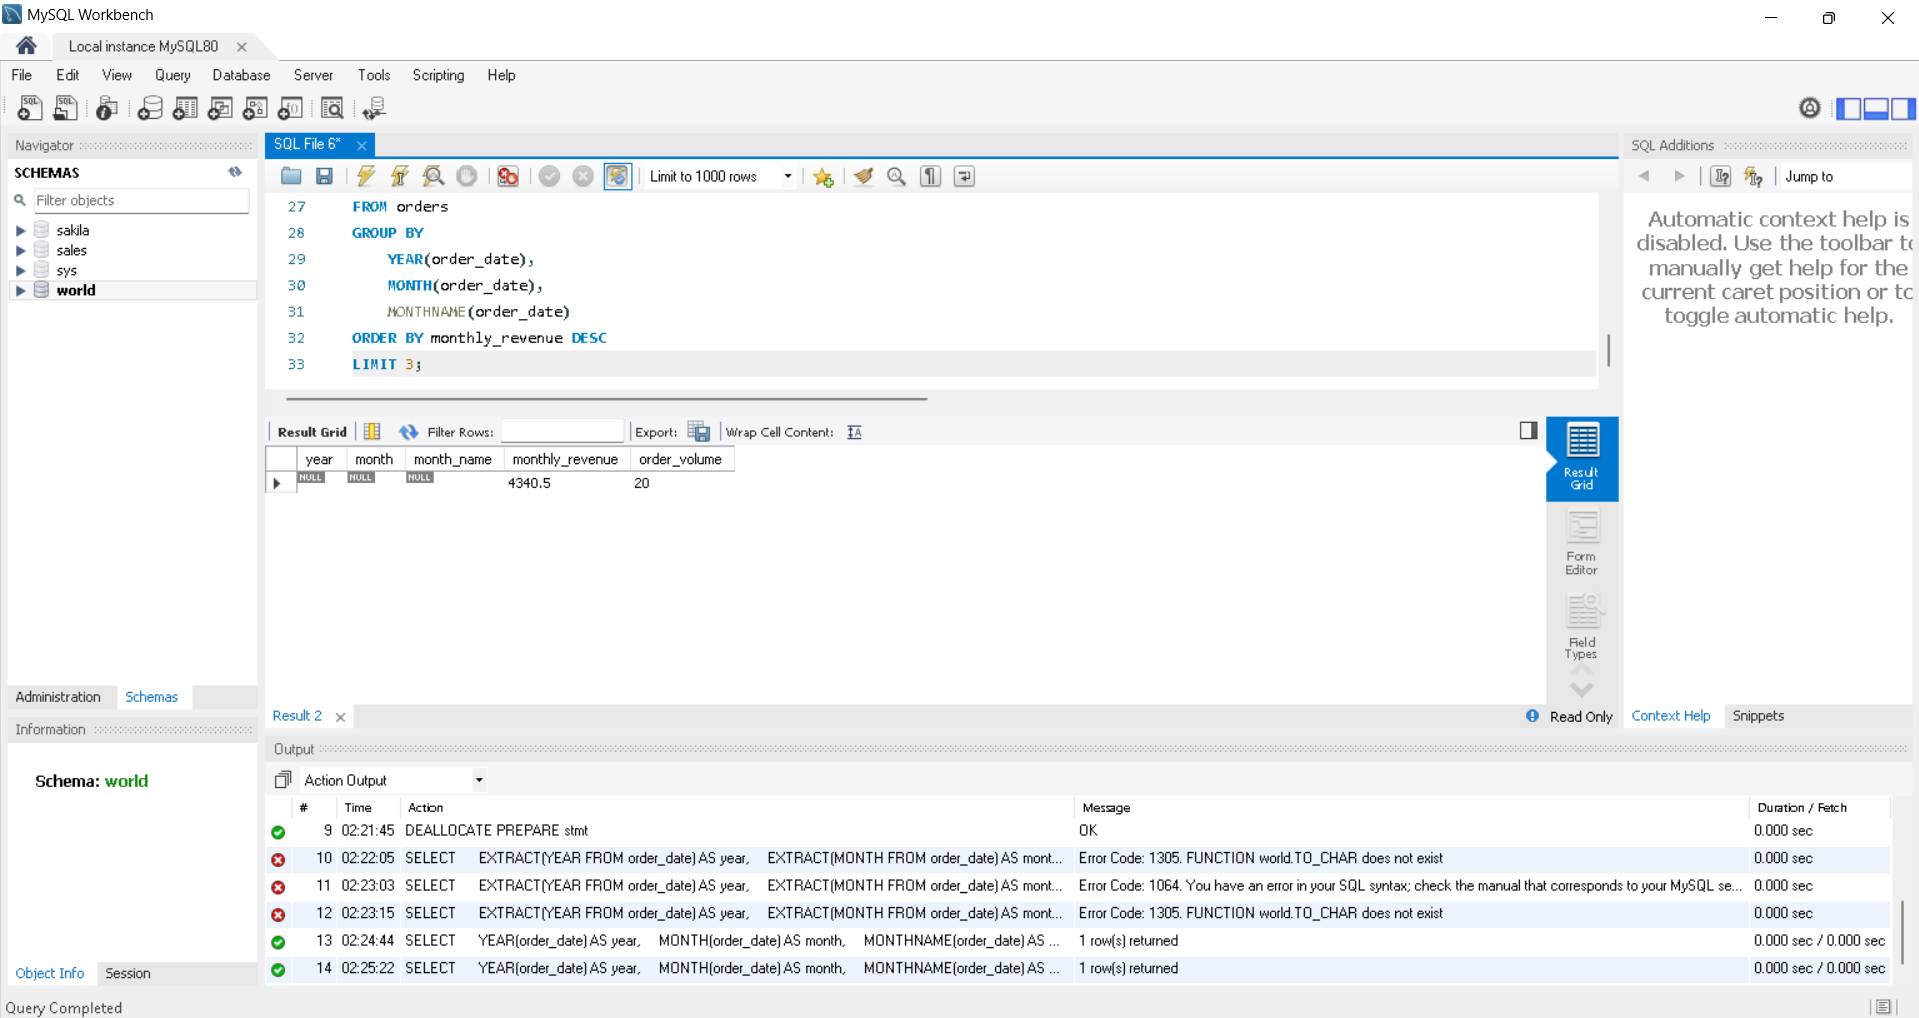 MySQL Workbench
Local instance MySQL80
File Edit View Query Database Server Tools Scripting Help
Navigator
SCHEMAS
Filter objects
sakila
sales
sys
world
Administration Schemas
Information
Schema: world
Object Info Session
Query Completed
SQL File 6*
Limit to 1000 rows
27 FROM orders
28 GROUP BY
29 YEAR(order_date),
30 MONTH(order_date),
31 MONTHNAME(order_date)
32 ORDER BY monthly_revenue DESC
33 LIMIT 3;
Result Grid Filter Rows: Export: Wrap Cell Content:
year month month_name monthly_revenue order_volume
NULL NULL NULL 4340.5 20
Result Grid
Form Editor
Field Types
Result 2 Read Only
SQL Additions
Jump to
Automatic context help is
disabled. Use the toolbar to
manually get help for the
current caret position or to
toggle automatic help.
Context Help Snippets
Output
Action Output
# Time Action Message Duration / Fetch
9 02:21:45 DEALLOCATE PREPARE stmt OK 0.000 sec
10 02:22:05 SELECT EXTRACT(YEAR FROM order_date) AS year, EXTRACT(MONTH FROM order_date) AS mont... Error Code: 1305. FUNCTION world.TO_CHAR does not exist 0.000 sec
11 02:23:03 SELECT EXTRACT(YEAR FROM order_date) AS year, EXTRACT(MONTH FROM order_date) AS mont... Error Code: 1064. You have an error in your SQL syntax; check the manual that corresponds to your MySQL se... 0.000 sec
12 02:23:15 SELECT EXTRACT(YEAR FROM order_date) AS year, EXTRACT(MONTH FROM order_date) AS mont... Error Code: 1305. FUNCTION world.TO_CHAR does not exist 0.000 sec
13 02:24:44 SELECT YEAR(order_date) AS year, MONTH(order_date) AS month, MONTHNAME(order_date) AS ... 1 row(s) returned 0.000 sec / 0.000 sec
14 02:25:22 SELECT YEAR(order_date) AS year, MONTH(order_date) AS month, MONTHNAME(order_date) AS ... 1 row(s) returned 0.000 sec / 0.000 sec